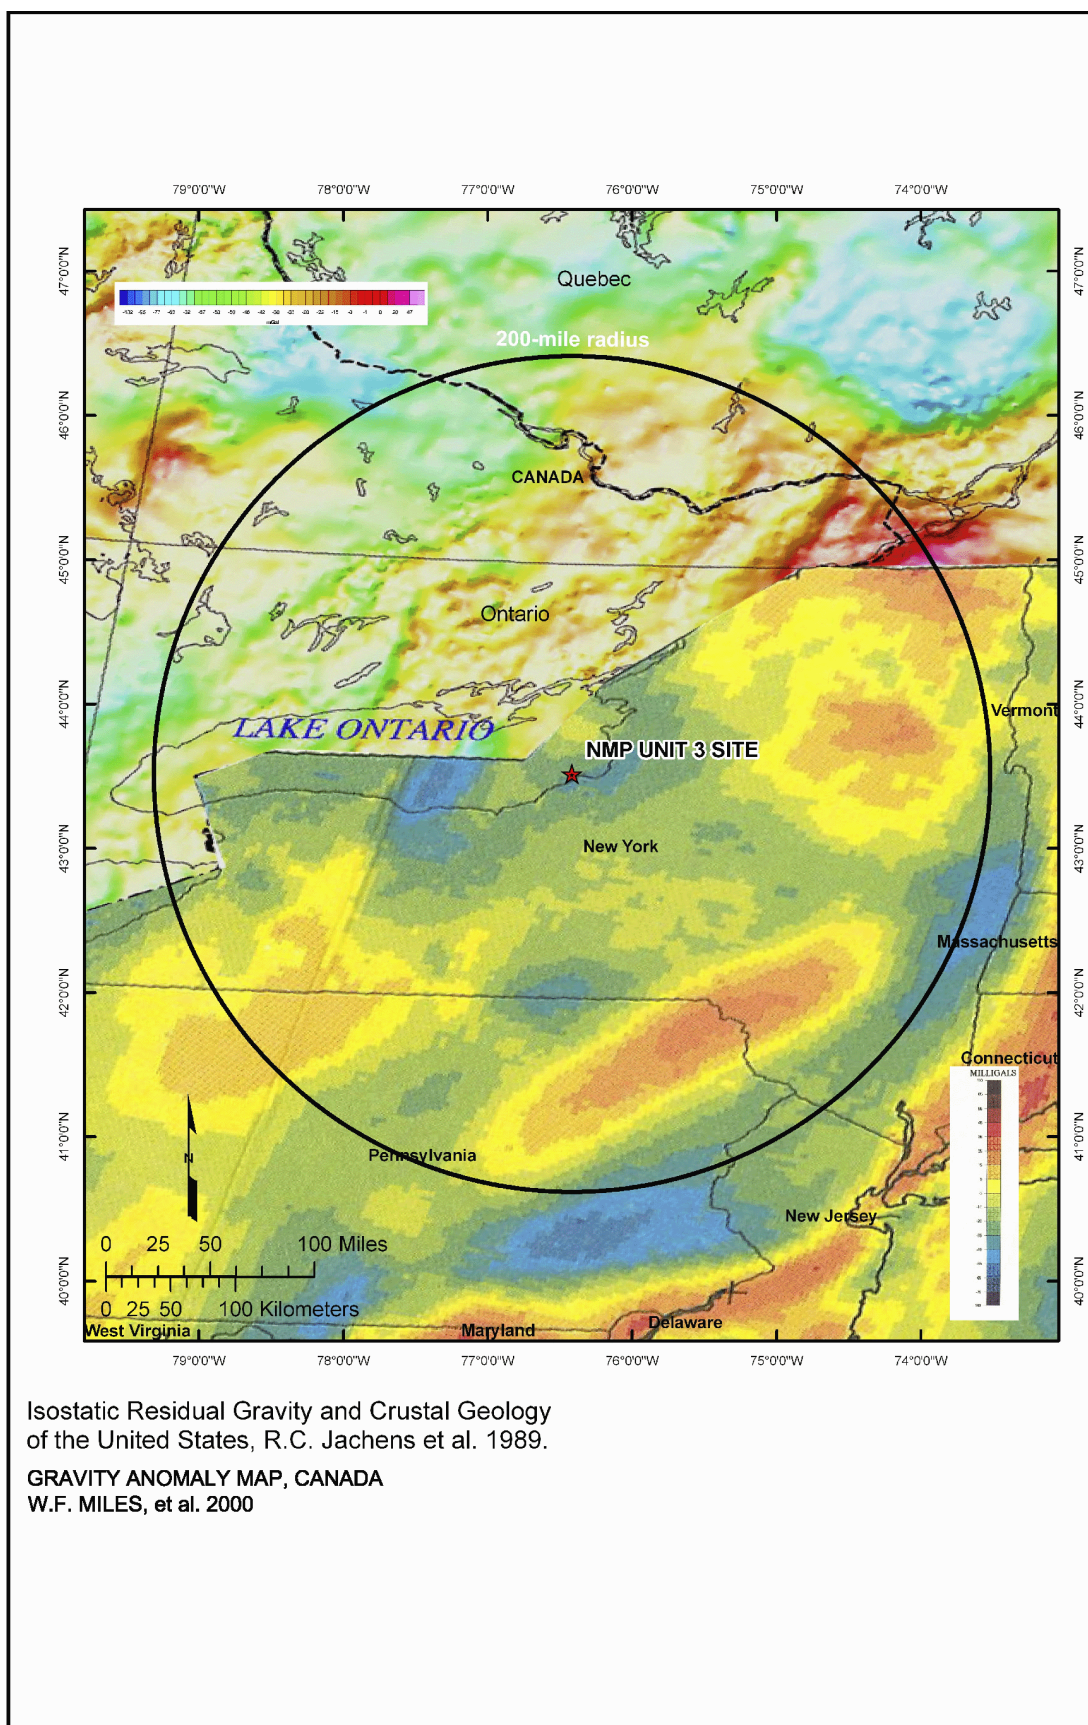 79°0'0"W 78°0'0"W 77°0'0"W 76°0'0"W 75°0'0"W 74°0'0"W
47°0'0"N 47°0'0"N
Quebec
mGal
200-mile radius
46°0'0"N 46°0'0"N
CANADA
45°0'0"N 45°0'0"N
Ontario
44°0'0"N 44°0'0"N
Vermont
LAKE ONTARIO
NMP UNIT 3 SITE
43°0'0"N 43°0'0"N
New York
Massachusetts
42°0'0"N 42°0'0"N
Connecticut
MILLIGALS
41°0'0"N 41°0'0"N
Pennsylvania
N
New Jersey
0 25 50 100 Miles
40°0'0"N 40°0'0"N
0 25 50 100 Kilometers
West Virginia Maryland Delaware
79°0'0"W 78°0'0"W 77°0'0"W 76°0'0"W 75°0'0"W 74°0'0"W
Isostatic Residual Gravity and Crustal Geology
of the United States, R.C. Jachens et al. 1989.
GRAVITY ANOMALY MAP, CANADA
W.F. MILES, et al. 2000